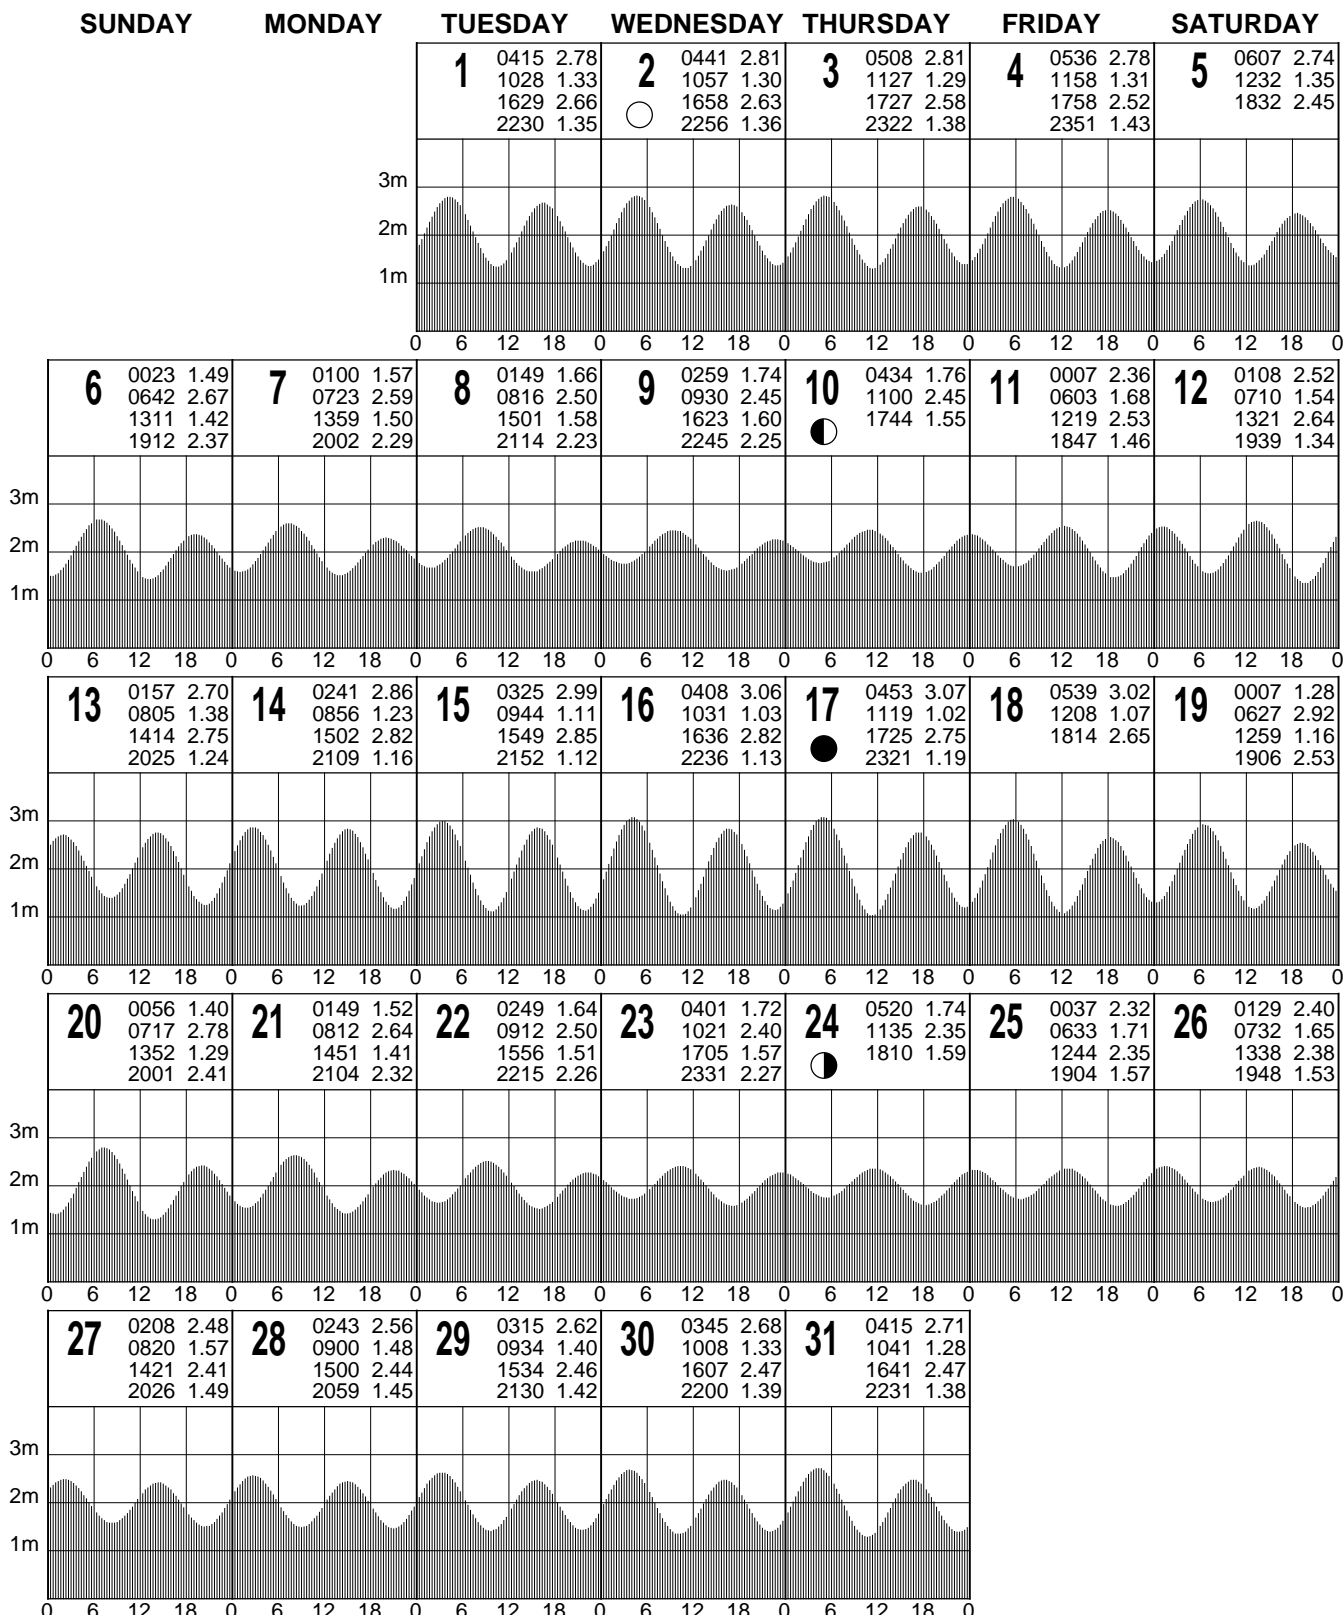 SUNDAY MONDAY TUESDAY WEDNESDAY THURSDAY FRIDAY SATURDAY
1 0415 2.78
1028 1.33
1629 2.66
2230 1.35
2 0441 2.81
1057 1.30
1658 2.63
2256 1.36
3 0508 2.81
1127 1.29
1727 2.58
2322 1.38
4 0536 2.78
1158 1.31
1758 2.52
2351 1.43
5 0607 2.74
1232 1.35
1832 2.45
3m
2m
1m
0 6 12 18 0 6 12 18 0 6 12 18 0 6 12 18 0 6 12 18 0
6 0023 1.49
0642 2.67
1311 1.42
1912 2.37
7 0100 1.57
0723 2.59
1359 1.50
2002 2.29
8 0149 1.66
0816 2.50
1501 1.58
2114 2.23
9 0259 1.74
0930 2.45
1623 1.60
2245 2.25
10 0434 1.76
1100 2.45
1744 1.55
11 0007 2.36
0603 1.68
1219 2.53
1847 1.46
12 0108 2.52
0710 1.54
1321 2.64
1939 1.34
3m
2m
1m
0 6 12 18 0 6 12 18 0 6 12 18 0 6 12 18 0 6 12 18 0 6 12 18 0 6 12 18 0
13 0157 2.70
0805 1.38
1414 2.75
2025 1.24
14 0241 2.86
0856 1.23
1502 2.82
2109 1.16
15 0325 2.99
0944 1.11
1549 2.85
2152 1.12
16 0408 3.06
1031 1.03
1636 2.82
2236 1.13
17 0453 3.07
1119 1.02
1725 2.75
2321 1.19
18 0539 3.02
1208 1.07
1814 2.65
19 0007 1.28
0627 2.92
1259 1.16
1906 2.53
3m
2m
1m
0 6 12 18 0 6 12 18 0 6 12 18 0 6 12 18 0 6 12 18 0 6 12 18 0 6 12 18 0
20 0056 1.40
0717 2.78
1352 1.29
2001 2.41
21 0149 1.52
0812 2.64
1451 1.41
2104 2.32
22 0249 1.64
0912 2.50
1556 1.51
2215 2.26
23 0401 1.72
1021 2.40
1705 1.57
2331 2.27
24 0520 1.74
1135 2.35
1810 1.59
25 0037 2.32
0633 1.71
1244 2.35
1904 1.57
26 0129 2.40
0732 1.65
1338 2.38
1948 1.53
3m
2m
1m
0 6 12 18 0 6 12 18 0 6 12 18 0 6 12 18 0 6 12 18 0 6 12 18 0 6 12 18 0
27 0208 2.48
0820 1.57
1421 2.41
2026 1.49
28 0243 2.56
0900 1.48
1500 2.44
2059 1.45
29 0315 2.62
0934 1.40
1534 2.46
2130 1.42
30 0345 2.68
1008 1.33
1607 2.47
2200 1.39
31 0415 2.71
1041 1.28
1641 2.47
2231 1.38
3m
2m
1m
0 6 12 18 0 6 12 18 0 6 12 18 0 6 12 18 0 6 12 18 0